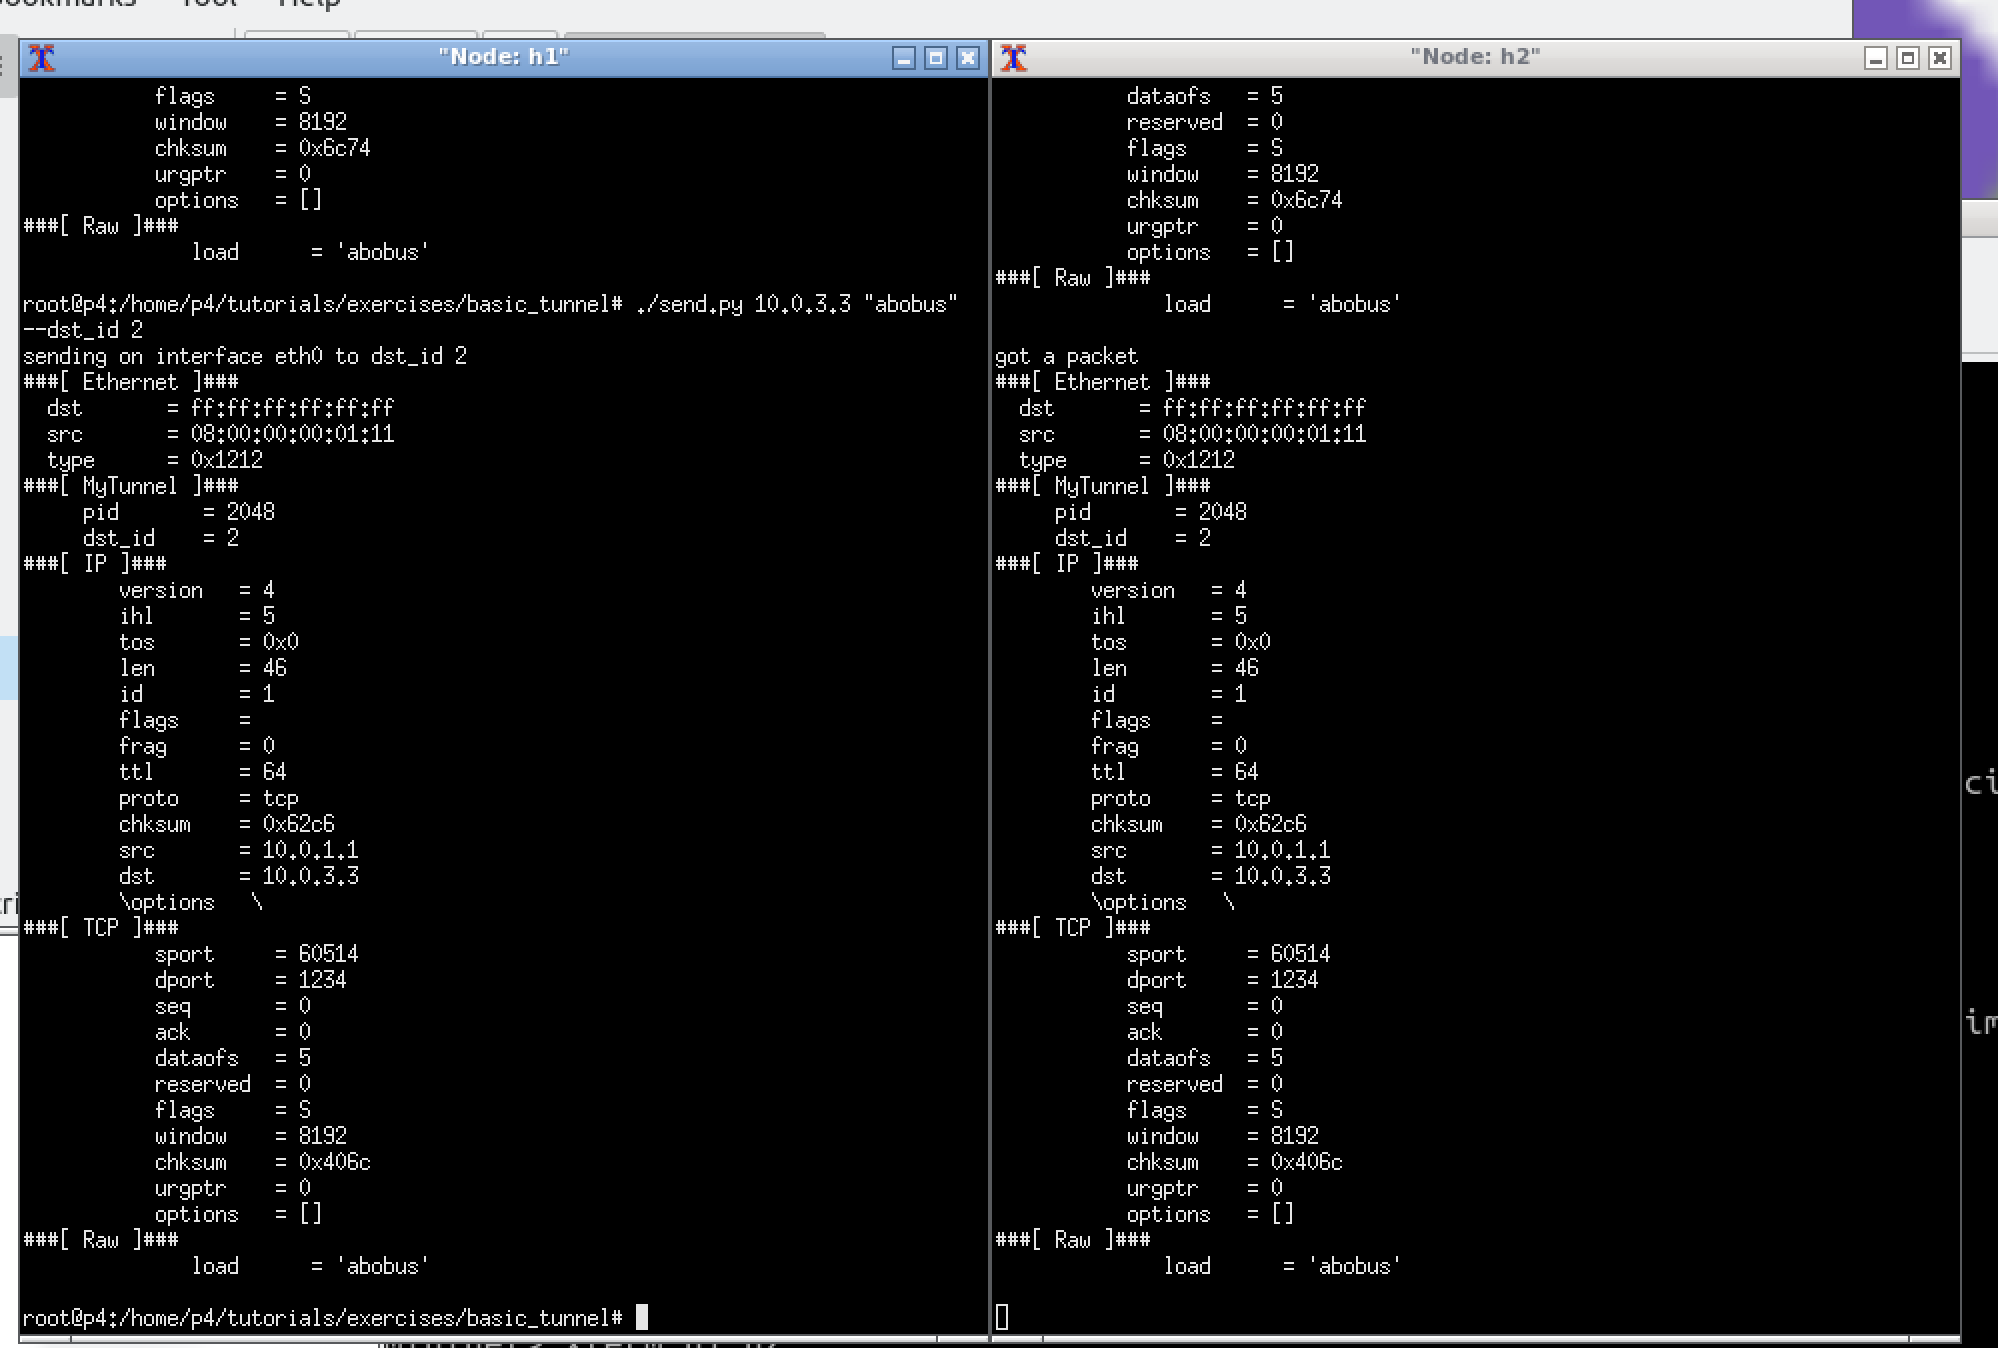 Tool Help
"Node: h1"
flags = S
window = 8192
chksum = 0x6c74
urgptr = 0
options = []
###[ Raw ]###
load = 'abobus'
root@p4:/home/p4/tutorials/exercises/basic_tunnel# ./send.py 10.0.3.3 "abobus"
--dst_id 2
sending on interface eth0 to dst_id 2
###[ Ethernet ]###
dst = ff:ff:ff:ff:ff:ff
src = 08:00:00:00:01:11
type = 0x1212
###[ MyTunnel ]###
pid = 2048
dst_id = 2
###[ IP ]###
version = 4
ihl = 5
tos = 0x0
len = 46
id = 1
flags =
frag = 0
ttl = 64
proto = tcp
chksum = 0x62c6
src = 10.0.1.1
dst = 10.0.3.3
\options \
###[ TCP ]###
sport = 60514
dport = 1234
seq = 0
ack = 0
dataofs = 5
reserved = 0
flags = S
window = 8192
chksum = 0x406c
urgptr = 0
options = []
###[ Raw ]###
load = 'abobus'
root@p4:/home/p4/tutorials/exercises/basic_tunnel#
"Node: h2"
dataofs = 5
reserved = 0
flags = S
window = 8192
chksum = 0x6c74
urgptr = 0
options = []
###[ Raw ]###
load = 'abobus'
got a packet
###[ Ethernet ]###
dst = ff:ff:ff:ff:ff:ff
src = 08:00:00:00:01:11
type = 0x1212
###[ MyTunnel ]###
pid = 2048
dst_id = 2
###[ IP ]###
version = 4
ihl = 5
tos = 0x0
len = 46
id = 1
flags =
frag = 0
ttl = 64
proto = tcp
chksum = 0x62c6
src = 10.0.1.1
dst = 10.0.3.3
\options \
###[ TCP ]###
sport = 60514
dport = 1234
seq = 0
ack = 0
dataofs = 5
reserved = 0
flags = S
window = 8192
chksum = 0x406c
urgptr = 0
options = []
###[ Raw ]###
load = 'abobus'